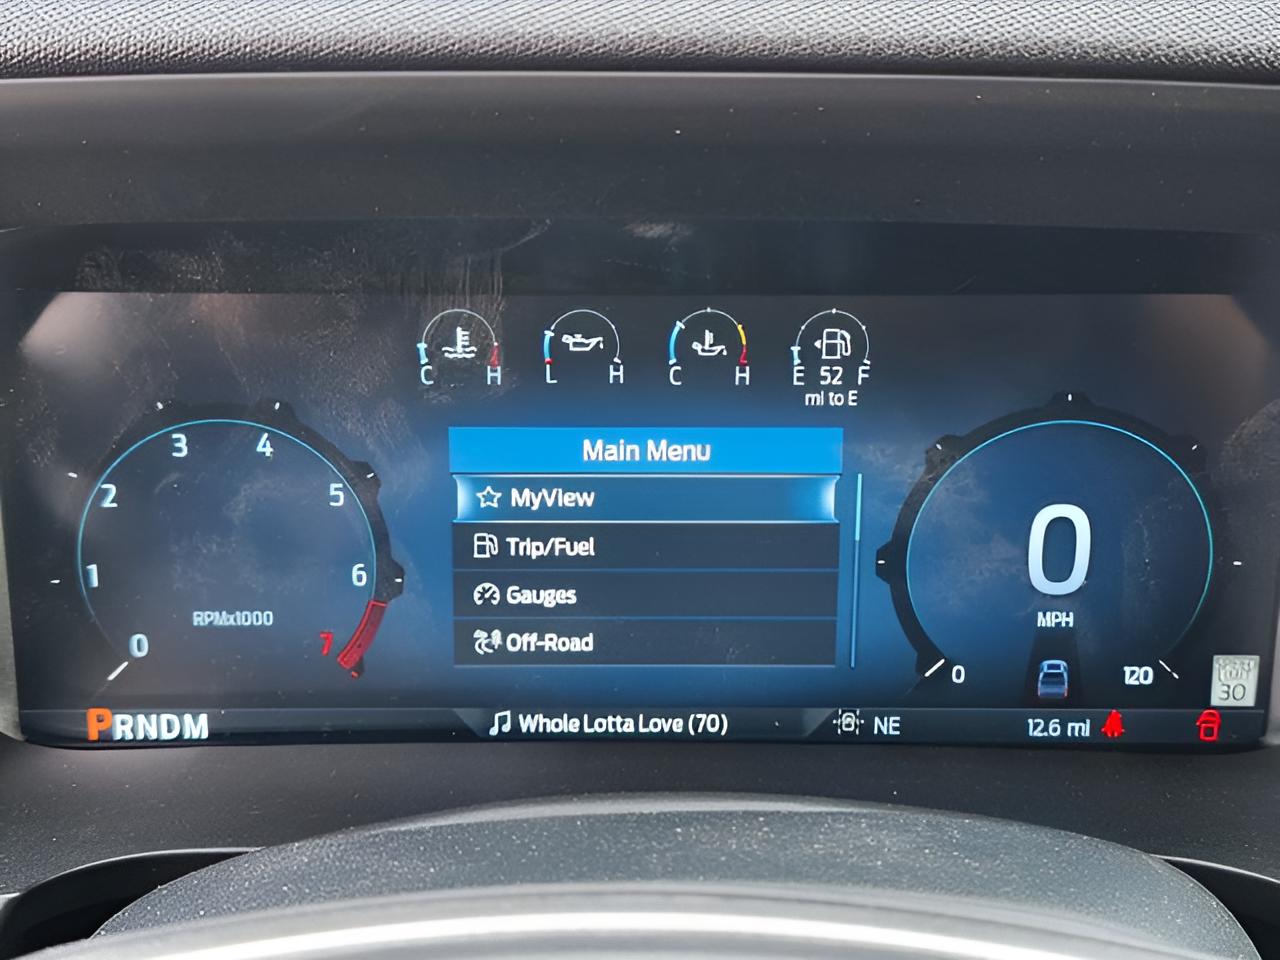 C H
L H
C H
E 52 F
mi to E
Main Menu
MyView
Trip/Fuel
Gauges
Off-Road
0 1 2 3 4 5 6 7
RPMx1000
0
MPH
0 120
30
PRNDM
Whole Lotta Love (70)
NE
12.6 mi